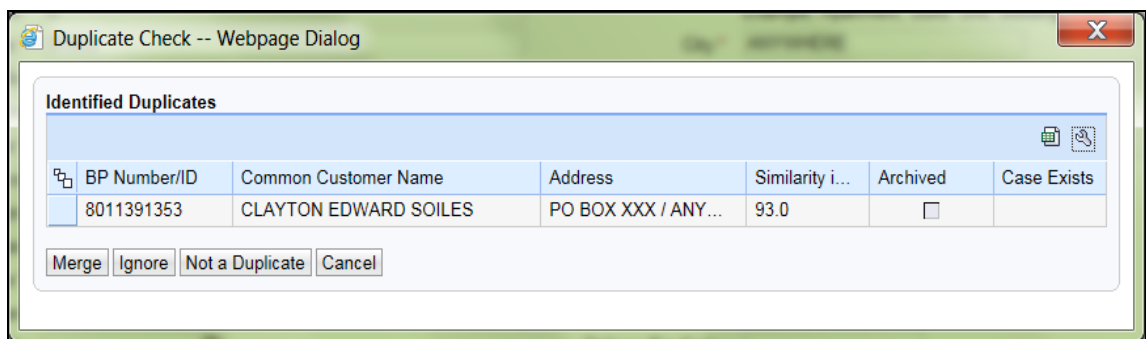 Duplicate Check -- Webpage Dialog
X
Identified Duplicates
BP Number/ID Common Customer Name Address Similarity i... Archived Case Exists
8011391353 CLAYTON EDWARD SOILES PO BOX XXX / ANY... 93.0
Merge Ignore Not a Duplicate Cancel